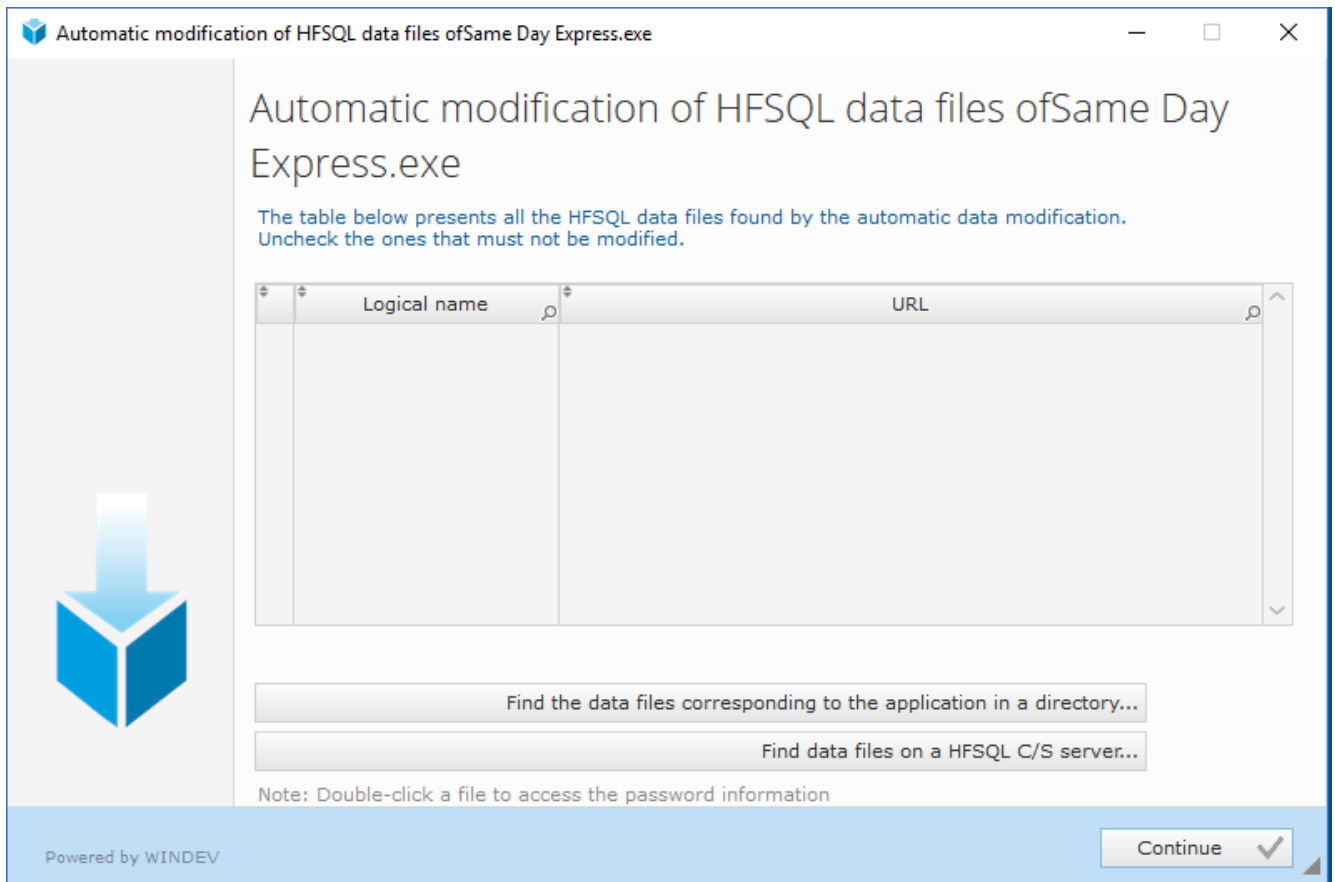 Automatic modification of HFSQL data files ofSame Day Express.exe
Automatic modification of HFSQL data files ofSame Day
Express.exe
The table below presents all the HFSQL data files found by the automatic data modification.
Uncheck the ones that must not be modified.
Logical name URL
Find the data files corresponding to the application in a directory...
Find data files on a HFSQL C/S server...
Note: Double-click a file to access the password information
Powered by WINDEV
Continue